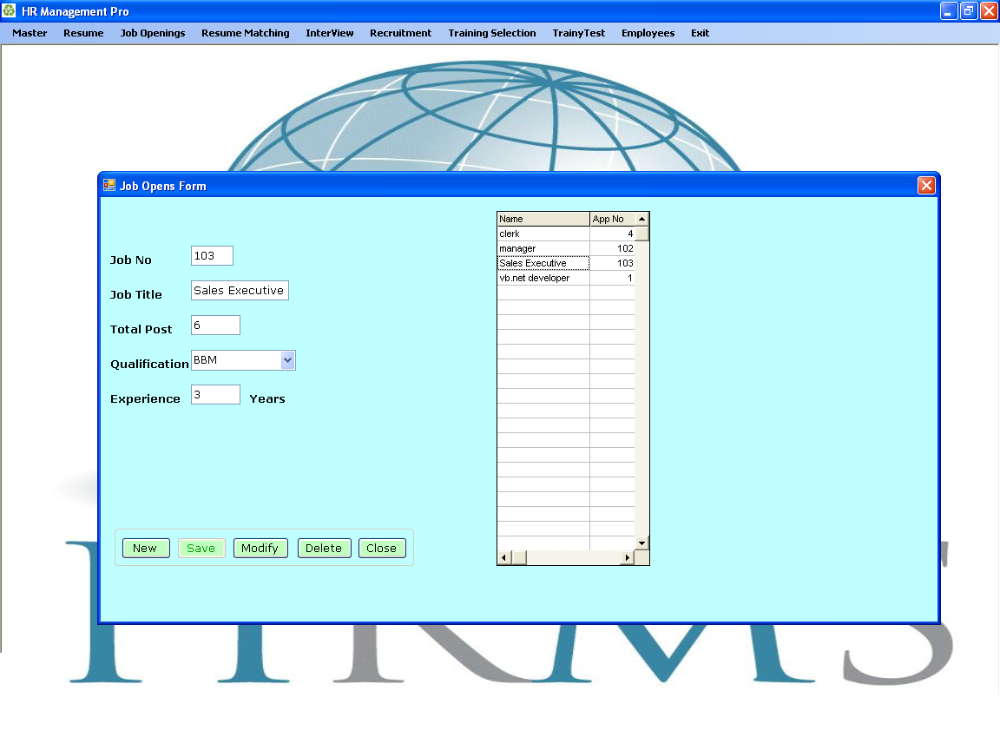 HR Management Pro
Master Resume Job Openings Resume Matching InterView Recruitment Training Selection TrainyTest Employees Exit
Job Opens Form
Job No 103
Job Title Sales Executive
Total Post 6
Qualification BBM
Experience 3 Years
New Save Modify Delete Close
Name App No
clerk 4
manager 102
Sales Executive 103
vb.net developer 1
HRMS